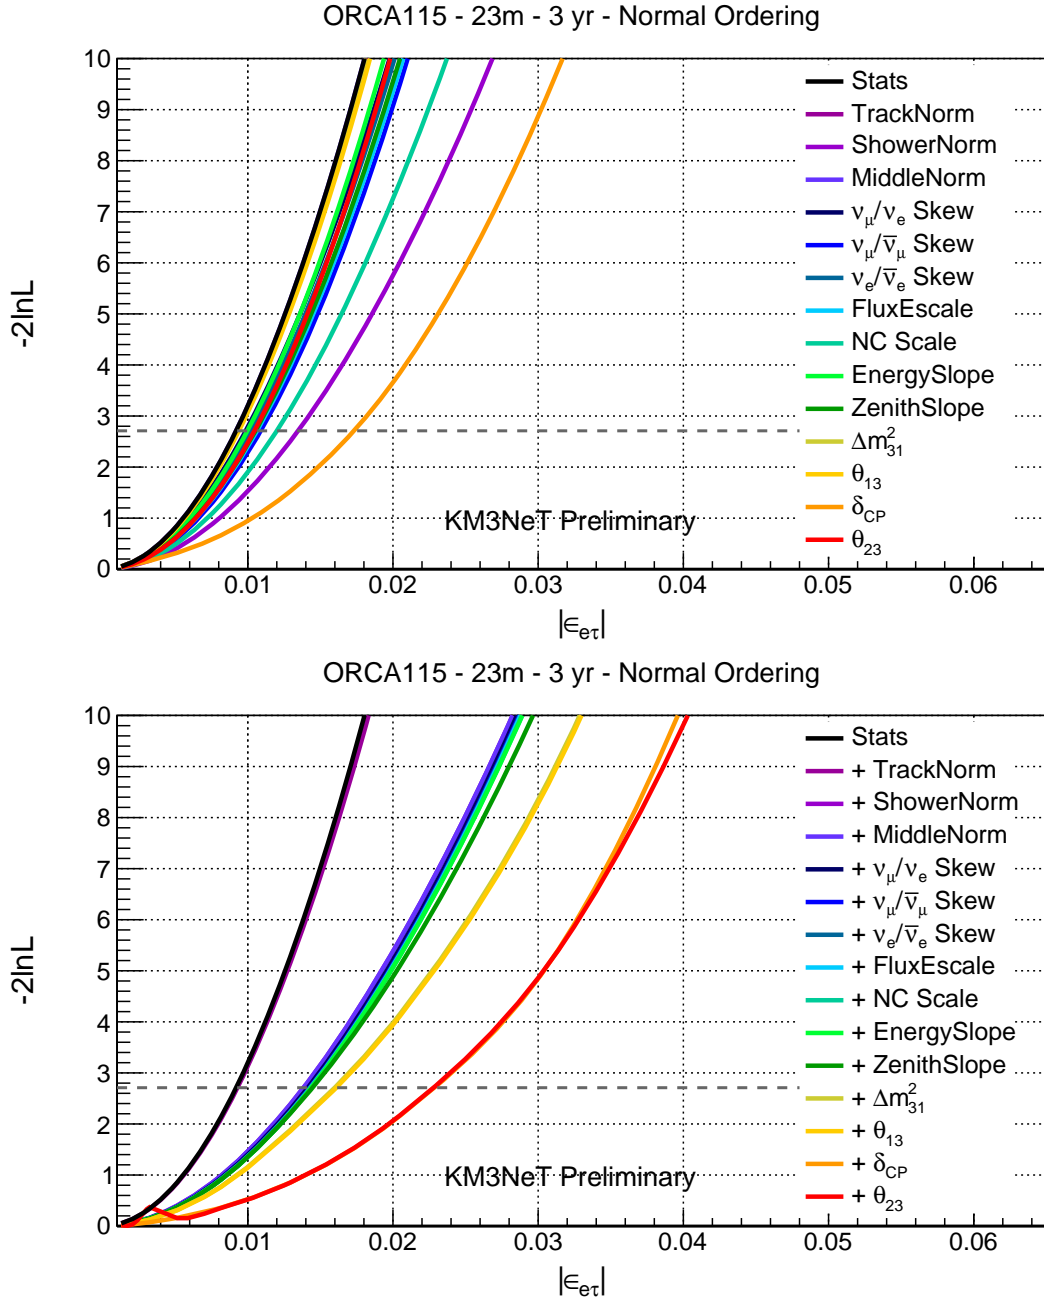 ORCA115 - 23m - 3 yr - Normal Ordering
10
9
8
7
6
5
4
3
2
1
0
-2lnL
Stats
TrackNorm
ShowerNorm
MiddleNorm
νμ/νe Skew
νμ/ν̅μ Skew
νe/ν̅e Skew
FluxEscale
NC Scale
EnergySlope
ZenithSlope
Δm²31
θ13
δCP
θ23
KM3NeT Preliminary
0.01 0.02 0.03 0.04 0.05 0.06
|ϵeτ|
ORCA115 - 23m - 3 yr - Normal Ordering
10
9
8
7
6
5
4
3
2
1
0
-2lnL
Stats
+ TrackNorm
+ ShowerNorm
+ MiddleNorm
+ νμ/νe Skew
+ νμ/ν̅μ Skew
+ νe/ν̅e Skew
+ FluxEscale
+ NC Scale
+ EnergySlope
+ ZenithSlope
+ Δm²31
+ θ13
+ δCP
+ θ23
KM3NeT Preliminary
0.01 0.02 0.03 0.04 0.05 0.06
|ϵeτ|